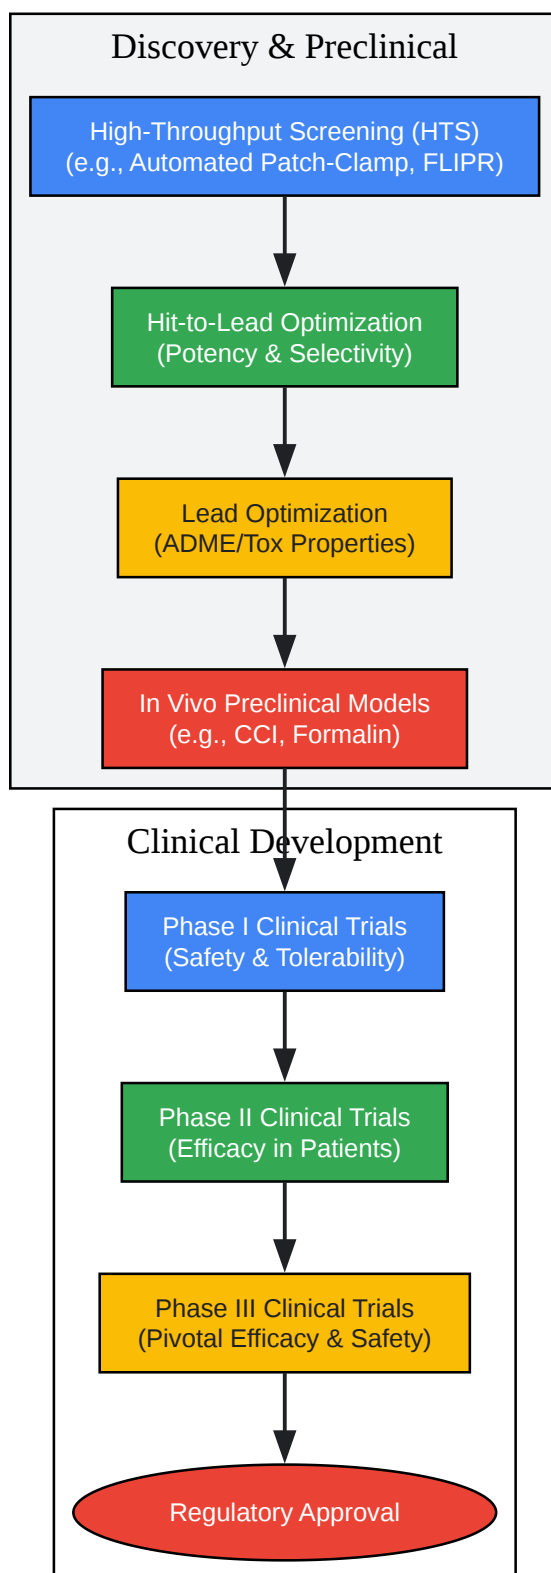 Discovery & Preclinical
High-Throughput Screening (HTS)
(e.g., Automated Patch-Clamp, FLIPR)
Hit-to-Lead Optimization
(Potency & Selectivity)
Lead Optimization
(ADME/Tox Properties)
In Vivo Preclinical Models
(e.g., CCI, Formalin)
Clinical Development
Phase I Clinical Trials
(Safety & Tolerability)
Phase II Clinical Trials
(Efficacy in Patients)
Phase III Clinical Trials
(Pivotal Efficacy & Safety)
Regulatory Approval